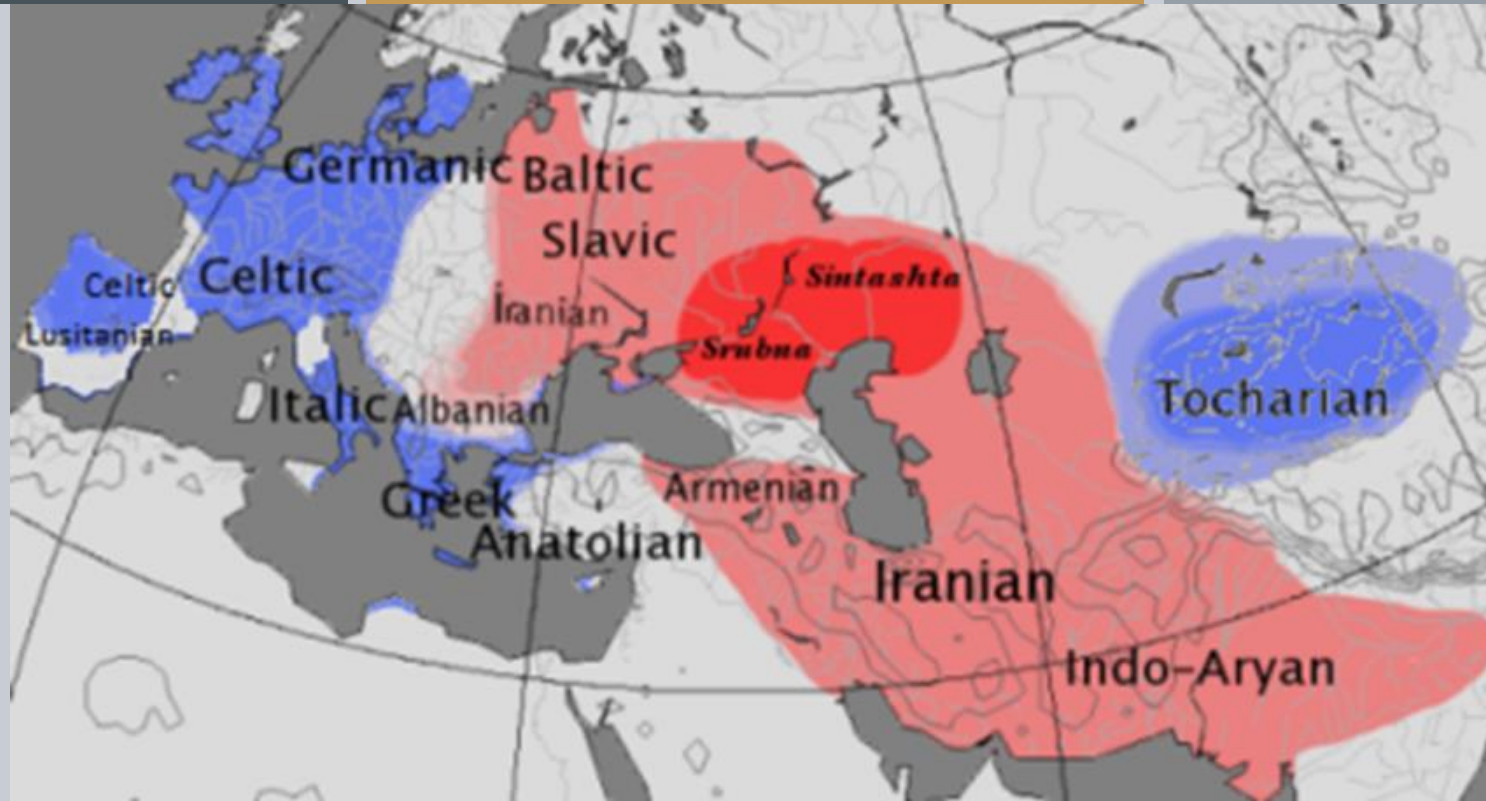 Germanic
Baltic
Slavic
Celtic
Celtic
Sintashta
Iranian
Lusitanian
Srubna
Tocharian
Italic
Albanian
Greek
Armenian
Anatolian
Iranian
Indo-Aryan